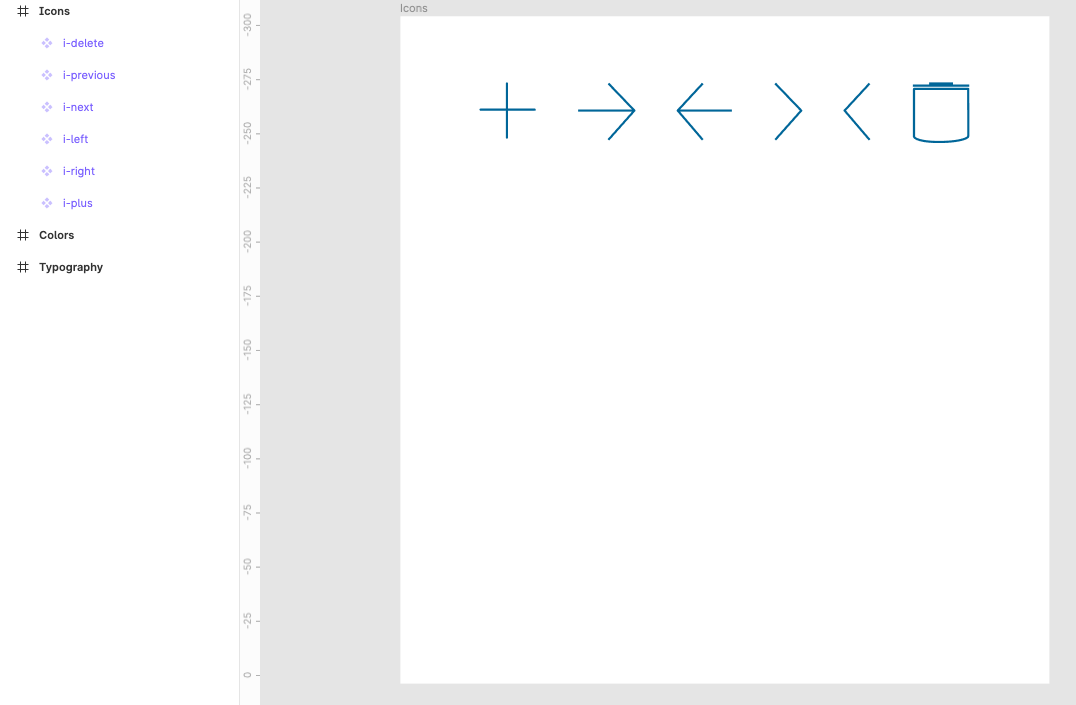 Icons
i-delete
i-previous
i-next
i-left
i-right
i-plus
Colors
Typography
-300
-275
-250
-225
-200
-175
-150
-125
-100
-75
-50
-25
0
Icons